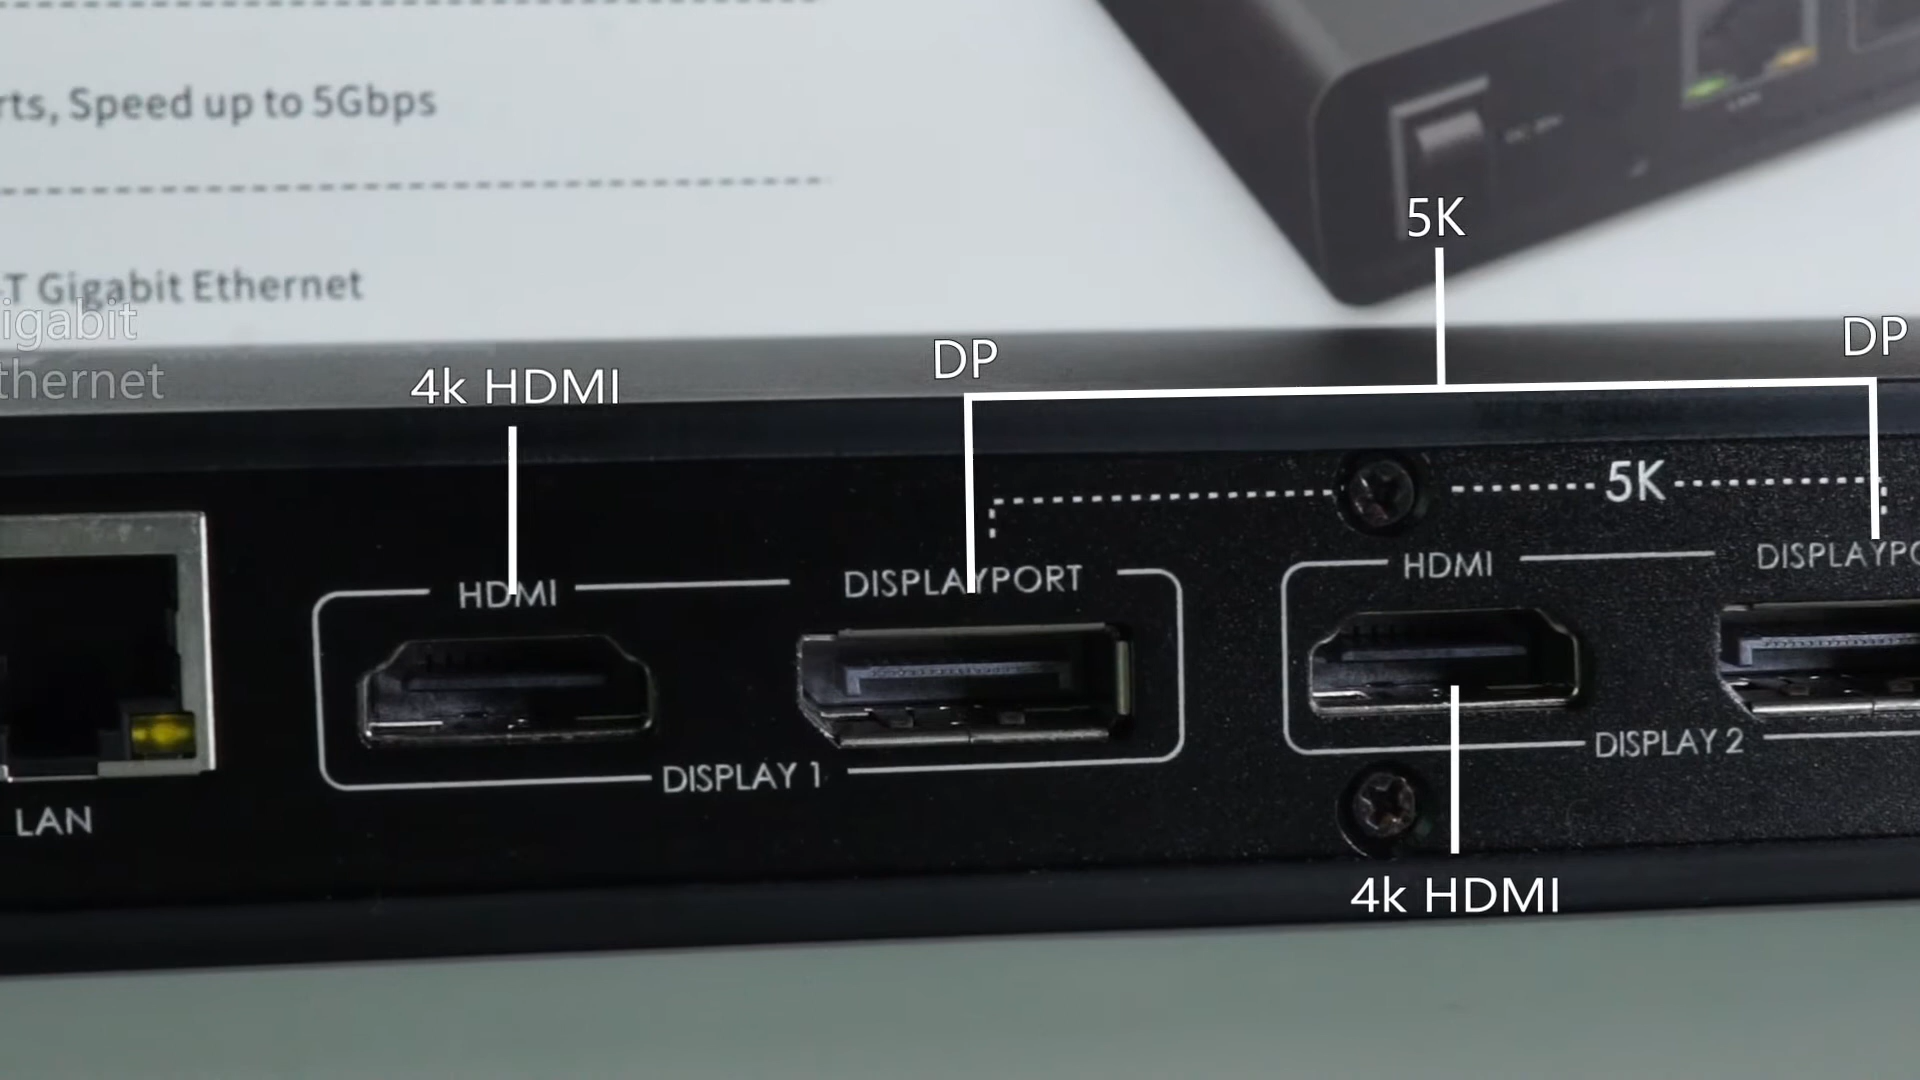 rts, Speed up to 5Gbps
-T Gigabit Ethernet
igabit
thernet
4k HDMI
DP
5K
DP
5K
HDMI
DISPLAYPORT
HDMI
DISPLAYPO
DISPLAY 1
DISPLAY 2
LAN
4k HDMI